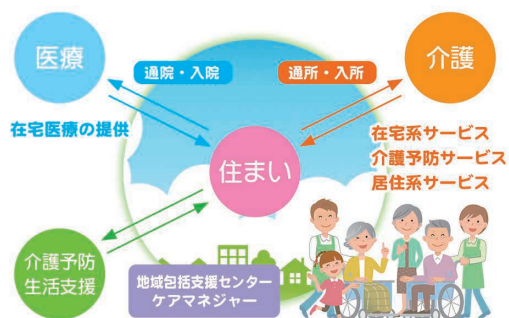 医療
通院・入院
通所・入所
介護
在宅医療の提供
住まい
在宅系サービス
介護予防サービス
居住系サービス
介護予防
生活支援
地域包括支援センター
ケアマネジャー